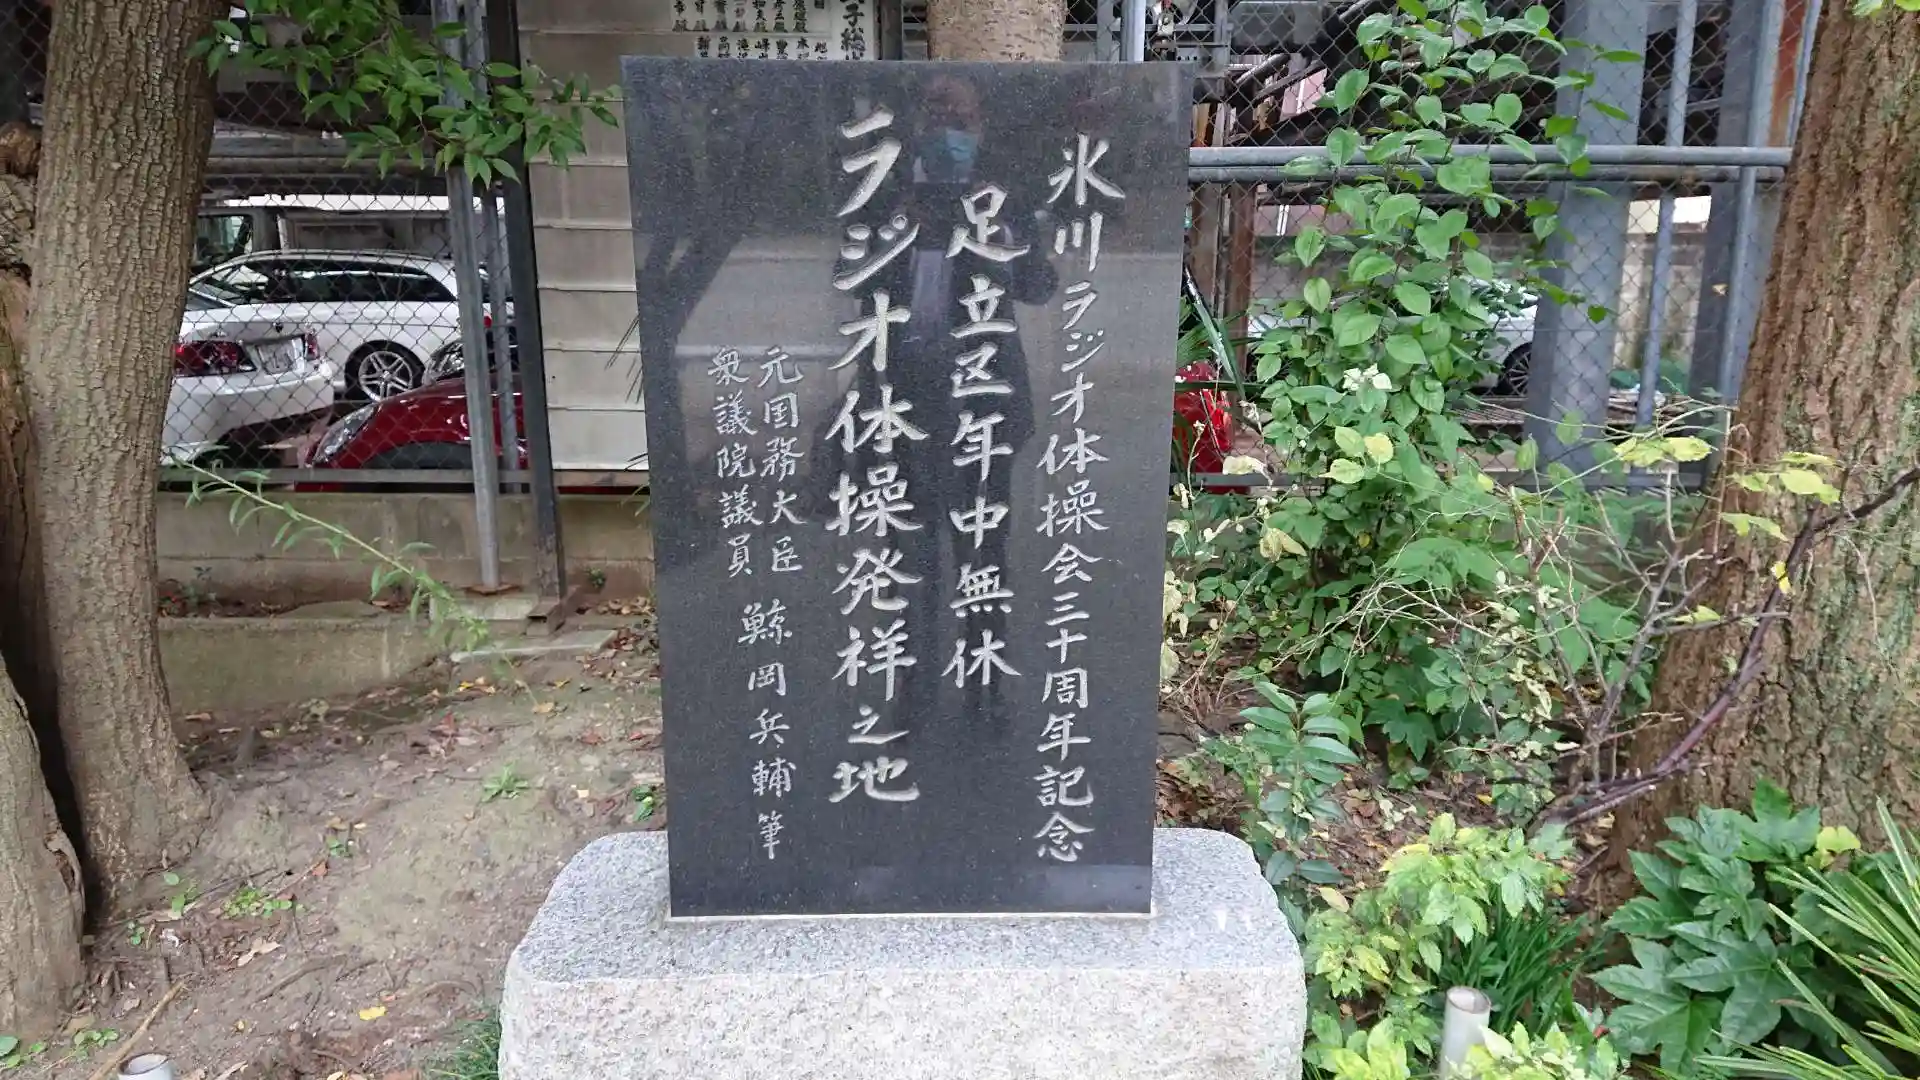 氷川ラジオ体操会三十周年記念
足立区年中無休
ラジオ体操発祥之地
元国務大臣
衆議院議員
鯨岡兵輔筆